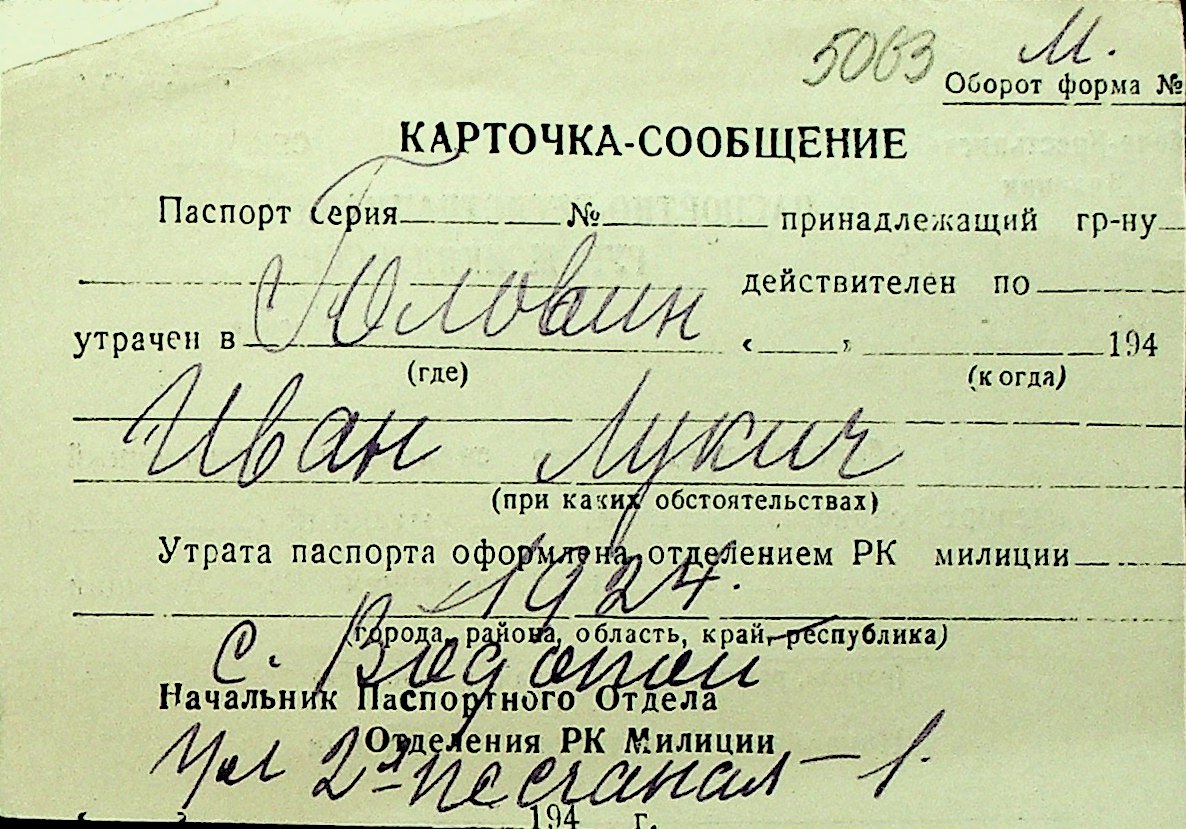 5063 М.
Оборот форма №
КАРТОЧКА-СООБЩЕНИЕ
Паспорт серия № принадлежащий гр-ну
действителен по
Головин
утрачен в « » 194
(где) (когда)
Иван Лукич
(при каких обстоятельствах)
Утрата паспорта оформлена отделением РК милиции
1924.
(города, района, область, край, республика)
с. Водопой
Начальник Паспортного Отдела
Отделения РК Милиции
Ул 2я Песчаная – 1.
194 г.